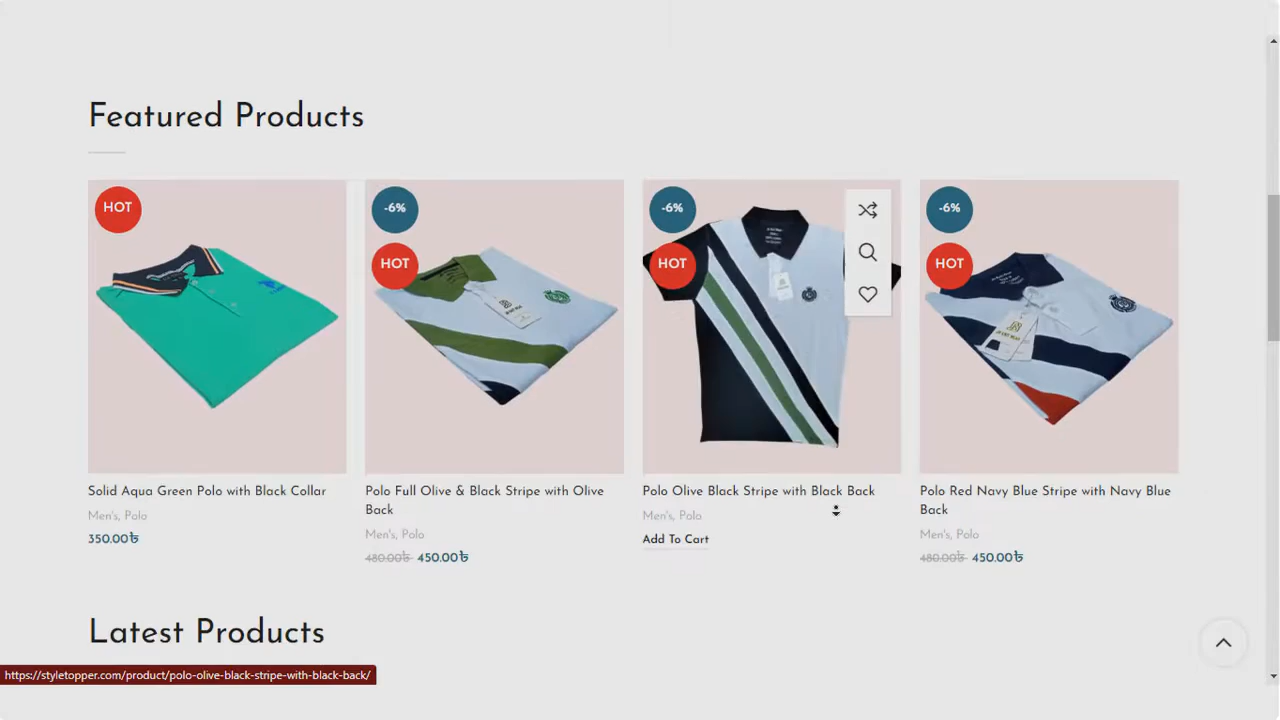 Featured Products
HOT
-6%
HOT
-6%
HOT
-6%
HOT
Solid Aqua Green Polo with Black Collar
Men's, Polo
350.00৳
Polo Full Olive & Black Stripe with Olive
Back
Men's, Polo
480.00৳ 450.00৳
Polo Olive Black Stripe with Black Back
Men's, Polo
Add To Cart
Polo Red Navy Blue Stripe with Navy Blue
Back
Men's, Polo
480.00৳ 450.00৳
Latest Products
https://styletopper.com/product/polo-olive-black-stripe-with-black-back/